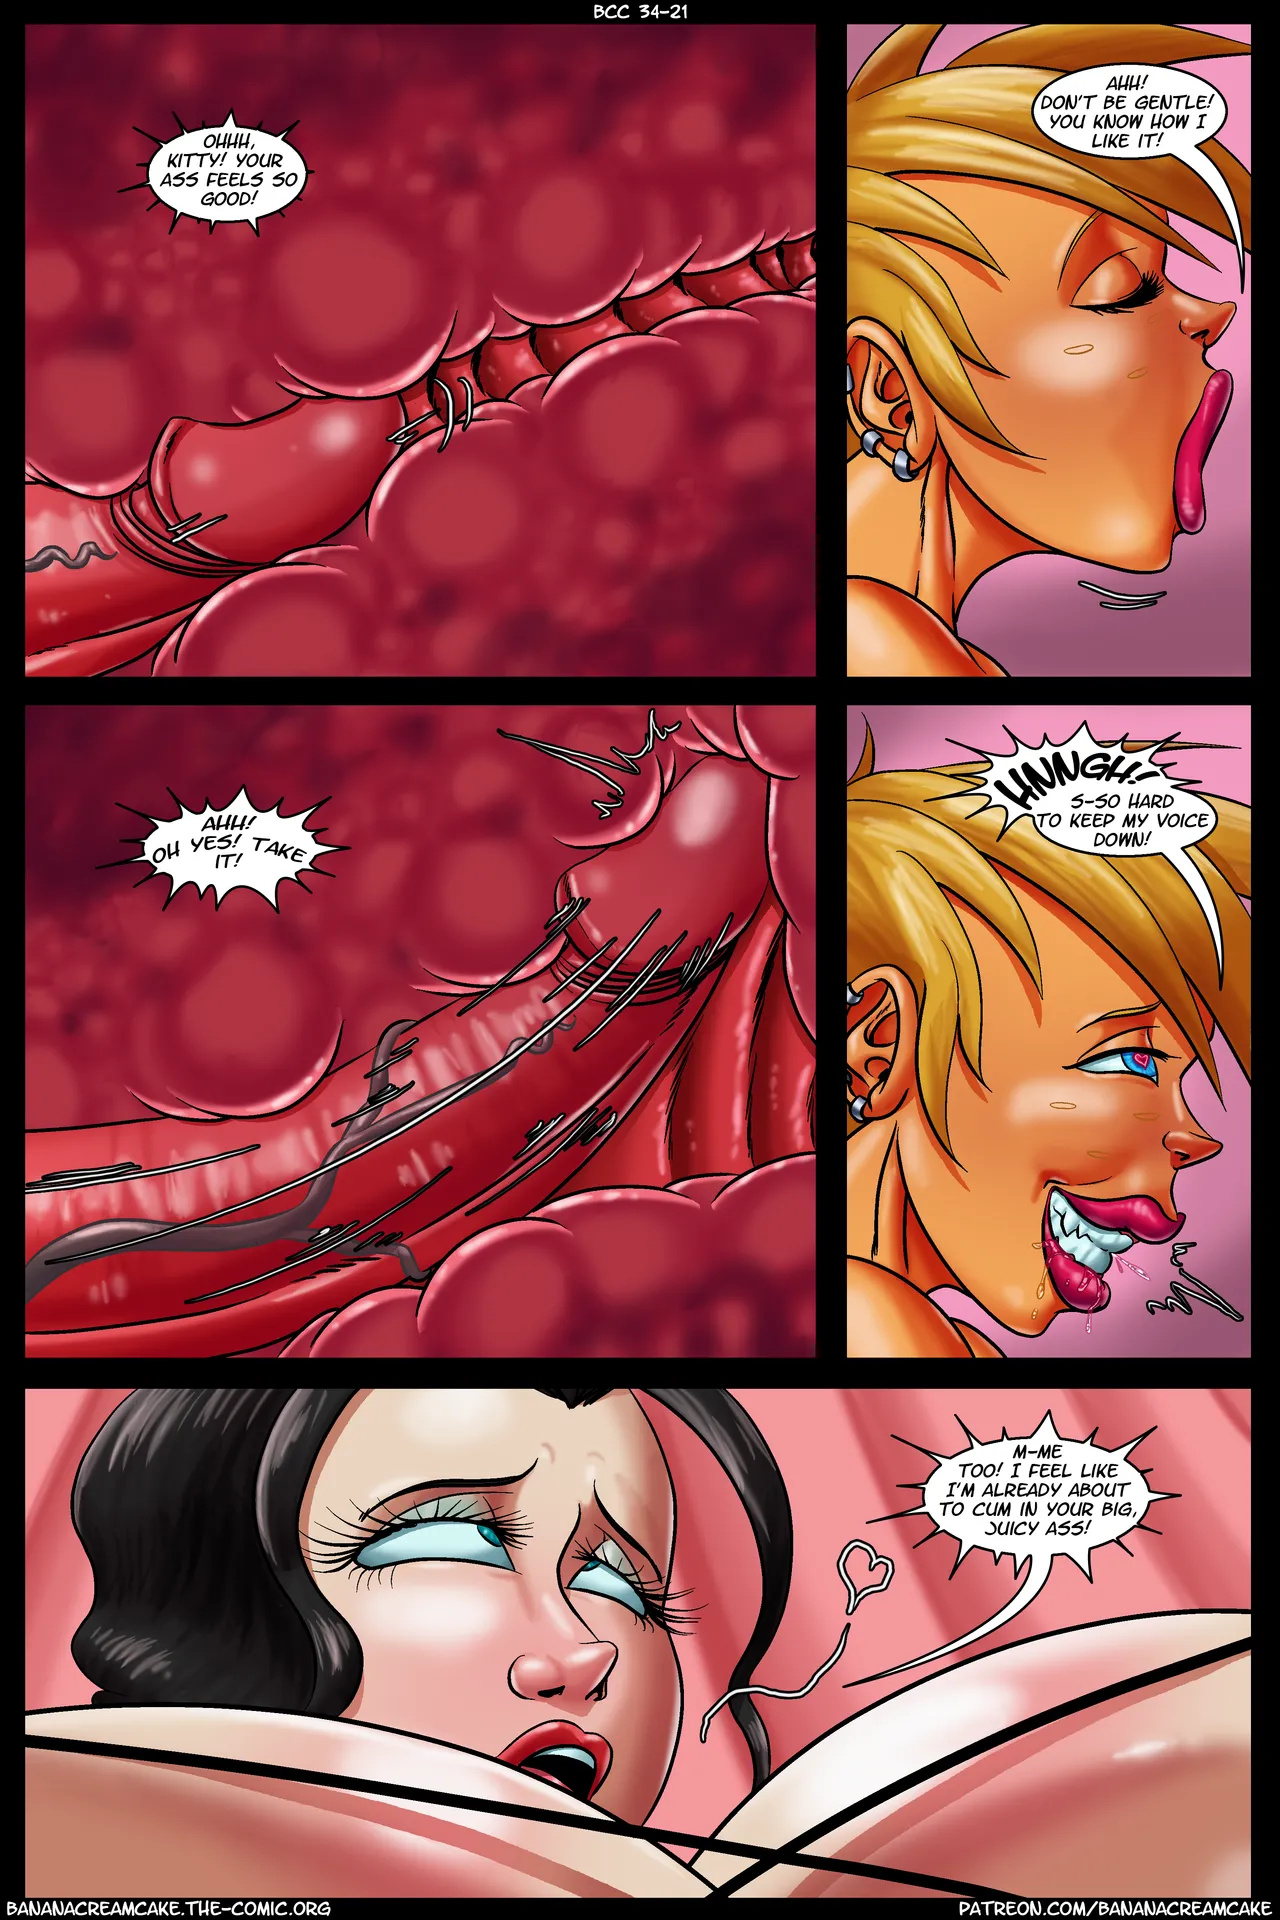 BCC 34-21
OHHH,
KITTY! YOUR
ASS FEELS SO
GOOD!
AHH!
DON'T BE GENTLE!
YOU KNOW HOW I
LIKE IT!
AHH!
OH YES! TAKE
IT!
HNNGH!
S-SO HARD
TO KEEP MY VOICE
DOWN!
M-ME
TOO! I FEEL LIKE
I'M ALREADY ABOUT
TO CUM IN YOUR BIG,
JUICY ASS!
BANANACREAMCAKE.THE-COMIC.ORG
PATREON.COM/BANANACREAMCAKE